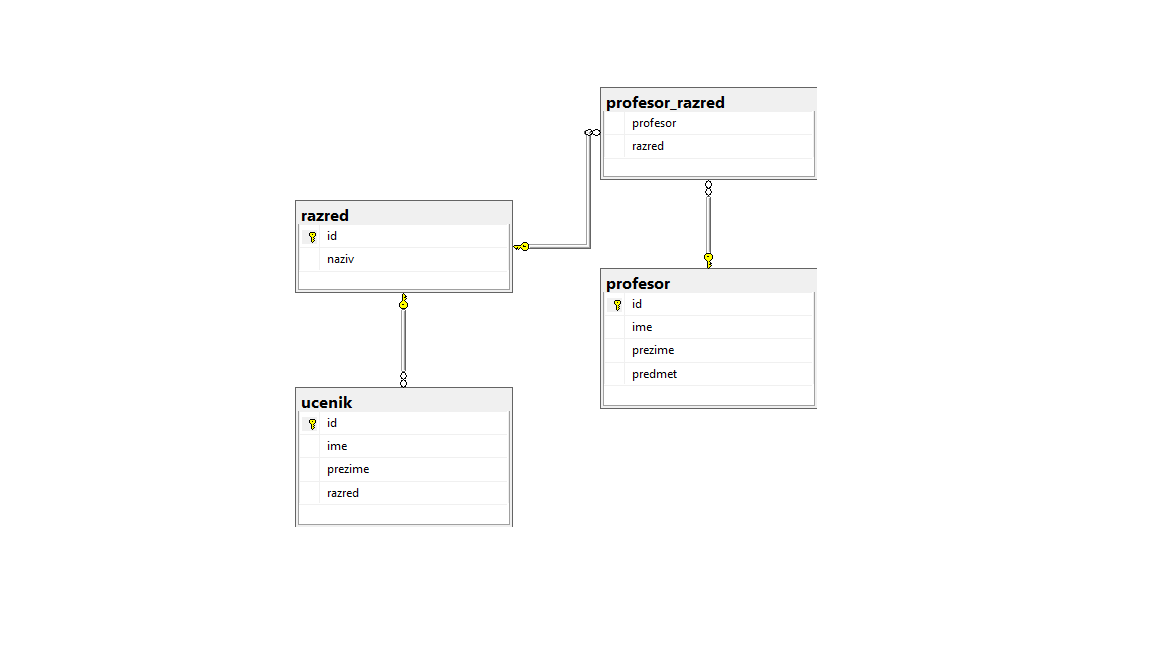 profesor_razred
profesor
razred
razred
id
naziv
profesor
id
ime
prezime
predmet
ucenik
id
ime
prezime
razred